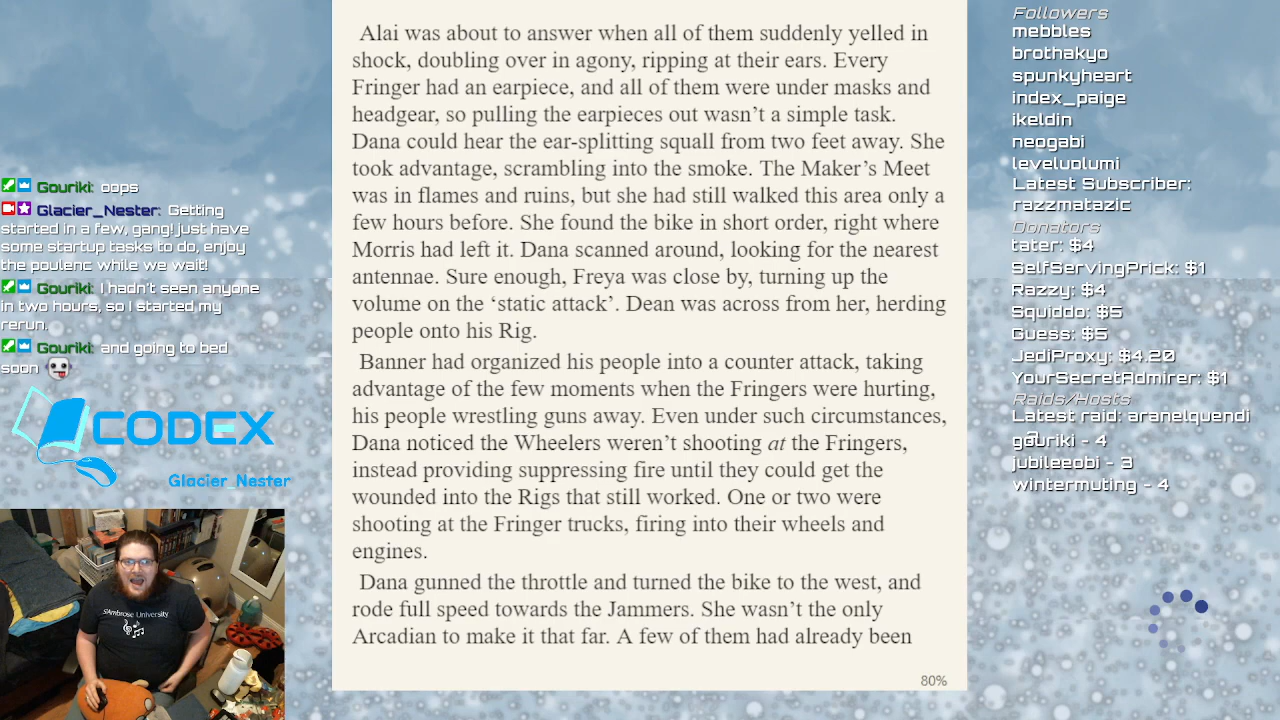 Gouriki: oops
Glacier_Nester: Getting
started in a few, gang! just have
some startup tasks to do, enjoy
the poulenc while we wait!
Gouriki: I hadn't seen anyone
in two hours, so I started my
rerun.
Gouriki: and going to bed
soon
CODEX
Glacier_Nester
St.Ambrose University
Alai was about to answer when all of them suddenly yelled in
shock, doubling over in agony, ripping at their ears. Every
Fringer had an earpiece, and all of them were under masks and
headgear, so pulling the earpieces out wasn't a simple task.
Dana could hear the ear-splitting squall from two feet away. She
took advantage, scrambling into the smoke. The Maker's Meet
was in flames and ruins, but she had still walked this area only a
few hours before. She found the bike in short order, right where
Morris had left it. Dana scanned around, looking for the nearest
antennae. Sure enough, Freya was close by, turning up the
volume on the 'static attack'. Dean was across from her, herding
people onto his Rig.
Banner had organized his people into a counter attack, taking
advantage of the few moments when the Fringers were hurting,
his people wrestling guns away. Even under such circumstances,
Dana noticed the Wheelers weren't shooting at the Fringers,
instead providing suppressing fire until they could get the
wounded into the Rigs that still worked. One or two were
shooting at the Fringer trucks, firing into their wheels and
engines.
Dana gunned the throttle and turned the bike to the west, and
rode full speed towards the Jammers. She wasn't the only
Arcadian to make it that far. A few of them had already been
80%
Followers
mebbles
brothakyo
spunkyheart
index_paige
ikeldin
neogabi
leveluolumi
Latest Subscriber:
razzmatazic
Donators
tater: $4
SelfServingPrick: $1
Razzy: $4
Squiddo: $5
Guess: $5
JediProxy: $4.20
YourSecretAdmirer: $1
Raids/Hosts
Latest raid: aranelquendi
gouriki - 4
jubileeobi - 3
wintermuting - 4